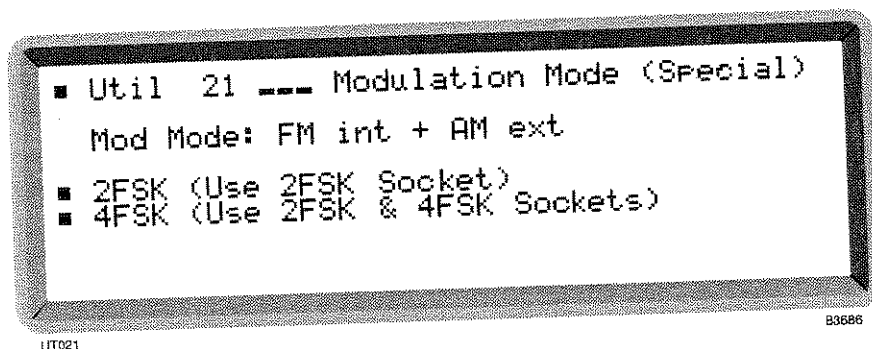 ▪ Util 21 ___ Modulation Mode (Special)
Mod Mode: FM int + AM ext
▪ 2FSK (Use 2FSK Socket)
▪ 4FSK (Use 2FSK & 4FSK Sockets)
B3686
UT021